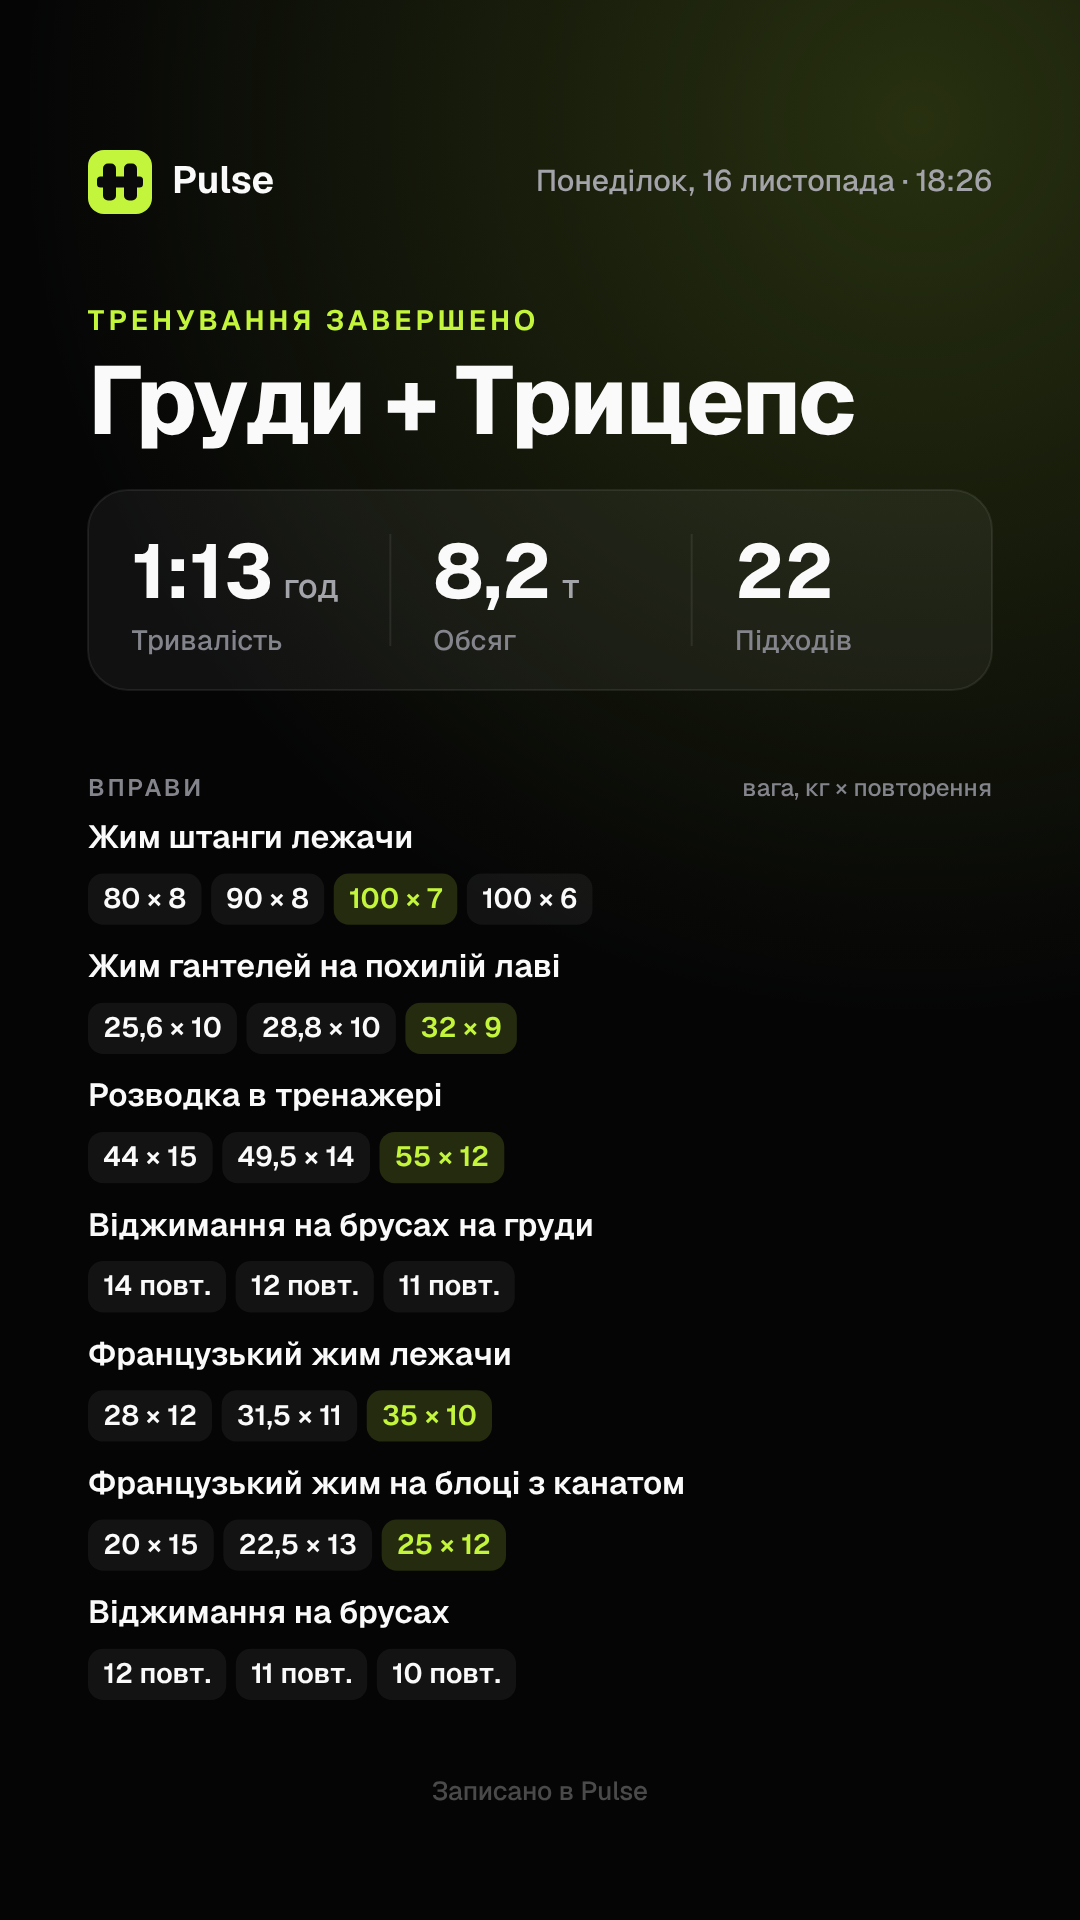 Pulse
Понеділок, 16 листопада · 18:26
ТРЕНУВАННЯ ЗАВЕРШЕНО
Груди + Трицепс
1:13 год
Тривалість
8,2 т
Обсяг
22
Підходів
ВПРАВИ
вага, кг × повторення
Жим штанги лежачи
80 × 8 90 × 8 100 × 7 100 × 6
Жим гантелей на похилій лаві
25,6 × 10 28,8 × 10 32 × 9
Розводка в тренажері
44 × 15 49,5 × 14 55 × 12
Віджимання на брусах на груди
14 повт. 12 повт. 11 повт.
Французький жим лежачи
28 × 12 31,5 × 11 35 × 10
Французький жим на блоці з канатом
20 × 15 22,5 × 13 25 × 12
Віджимання на брусах
12 повт. 11 повт. 10 повт.
Записано в Pulse